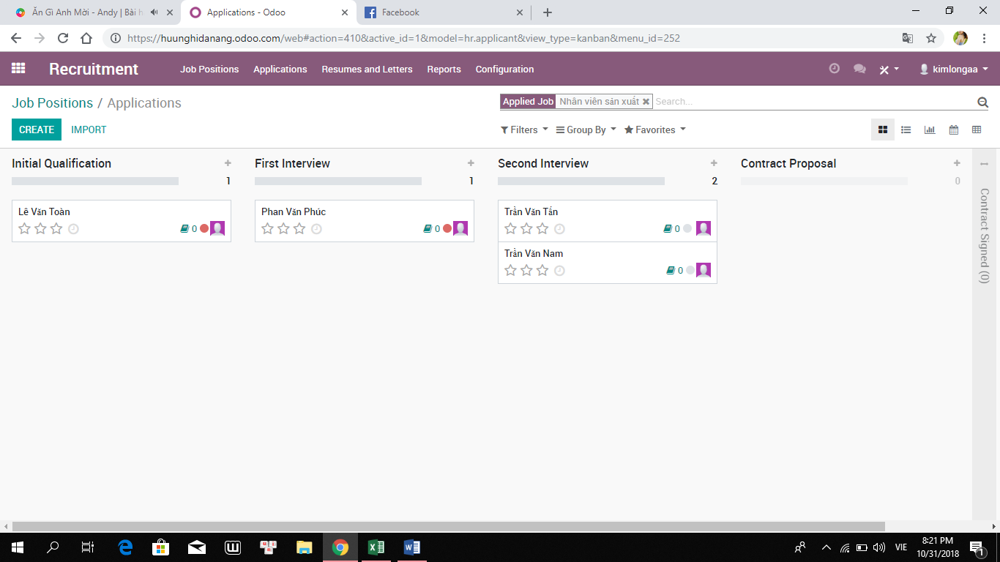 Ăn Gì Anh Mời - Andy | Bài h
Applications - Odoo
Facebook
https://huunghidanang.odoo.com/web#action=410&active_id=1&model=hr.applicant&view_type=kanban&menu_id=252
Recruitment
Job Positions
Applications
Resumes and Letters
Reports
Configuration
kimlongaa
Job Positions / Applications
Applied Job
Nhân viên sản xuất
Search...
CREATE
IMPORT
Filters
Group By
Favorites
Initial Qualification
1
Lê Văn Toàn
0
First Interview
1
Phan Văn Phúc
0
Second Interview
2
Trần Văn Tấn
0
Trần Văn Nam
0
Contract Proposal
0
Contract Signed (0)
VIE
8:21 PM
10/31/2018
1